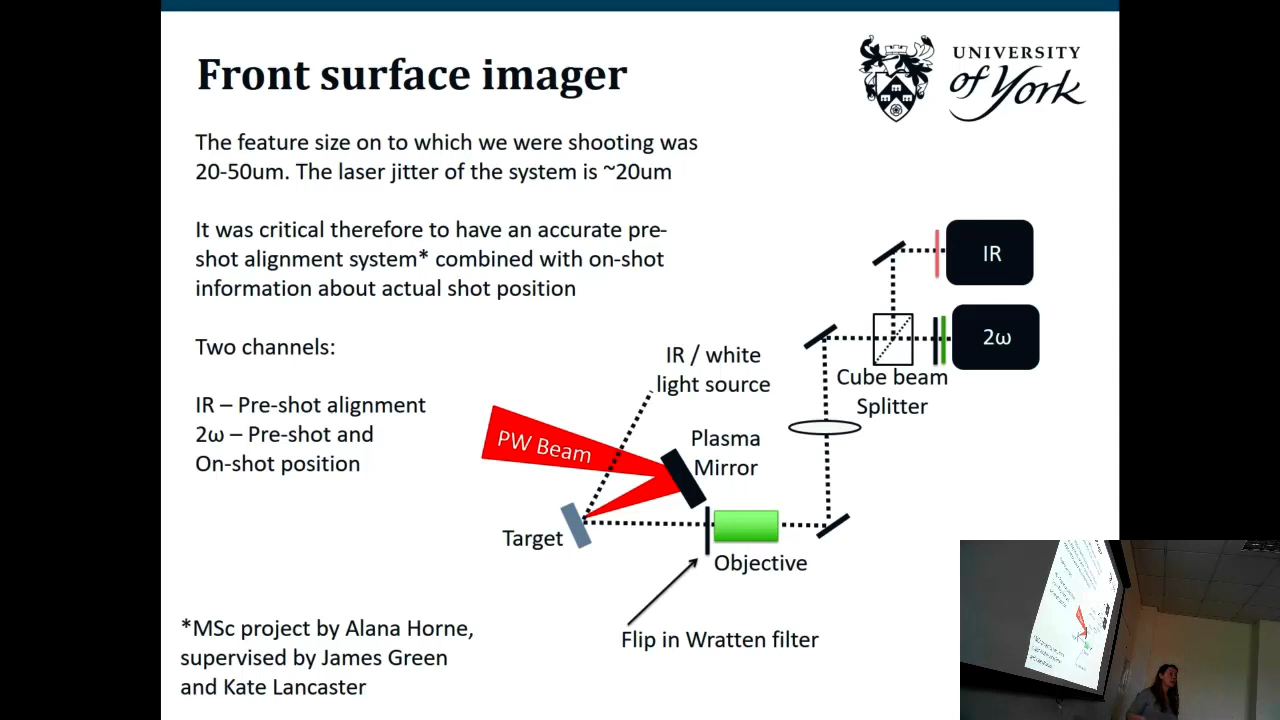 Front surface imager
UNIVERSITY
of York
The feature size on to which we were shooting was
20-50um. The laser jitter of the system is ~20um
It was critical therefore to have an accurate pre-
shot alignment system* combined with on-shot
information about actual shot position
Two channels:
IR – Pre-shot alignment
2ω – Pre-shot and
On-shot position
IR / white
light source
PW Beam
Plasma
Mirror
Target
Objective
Flip in Wratten filter
IR
2ω
Cube beam
Splitter
*MSc project by Alana Horne,
supervised by James Green
and Kate Lancaster